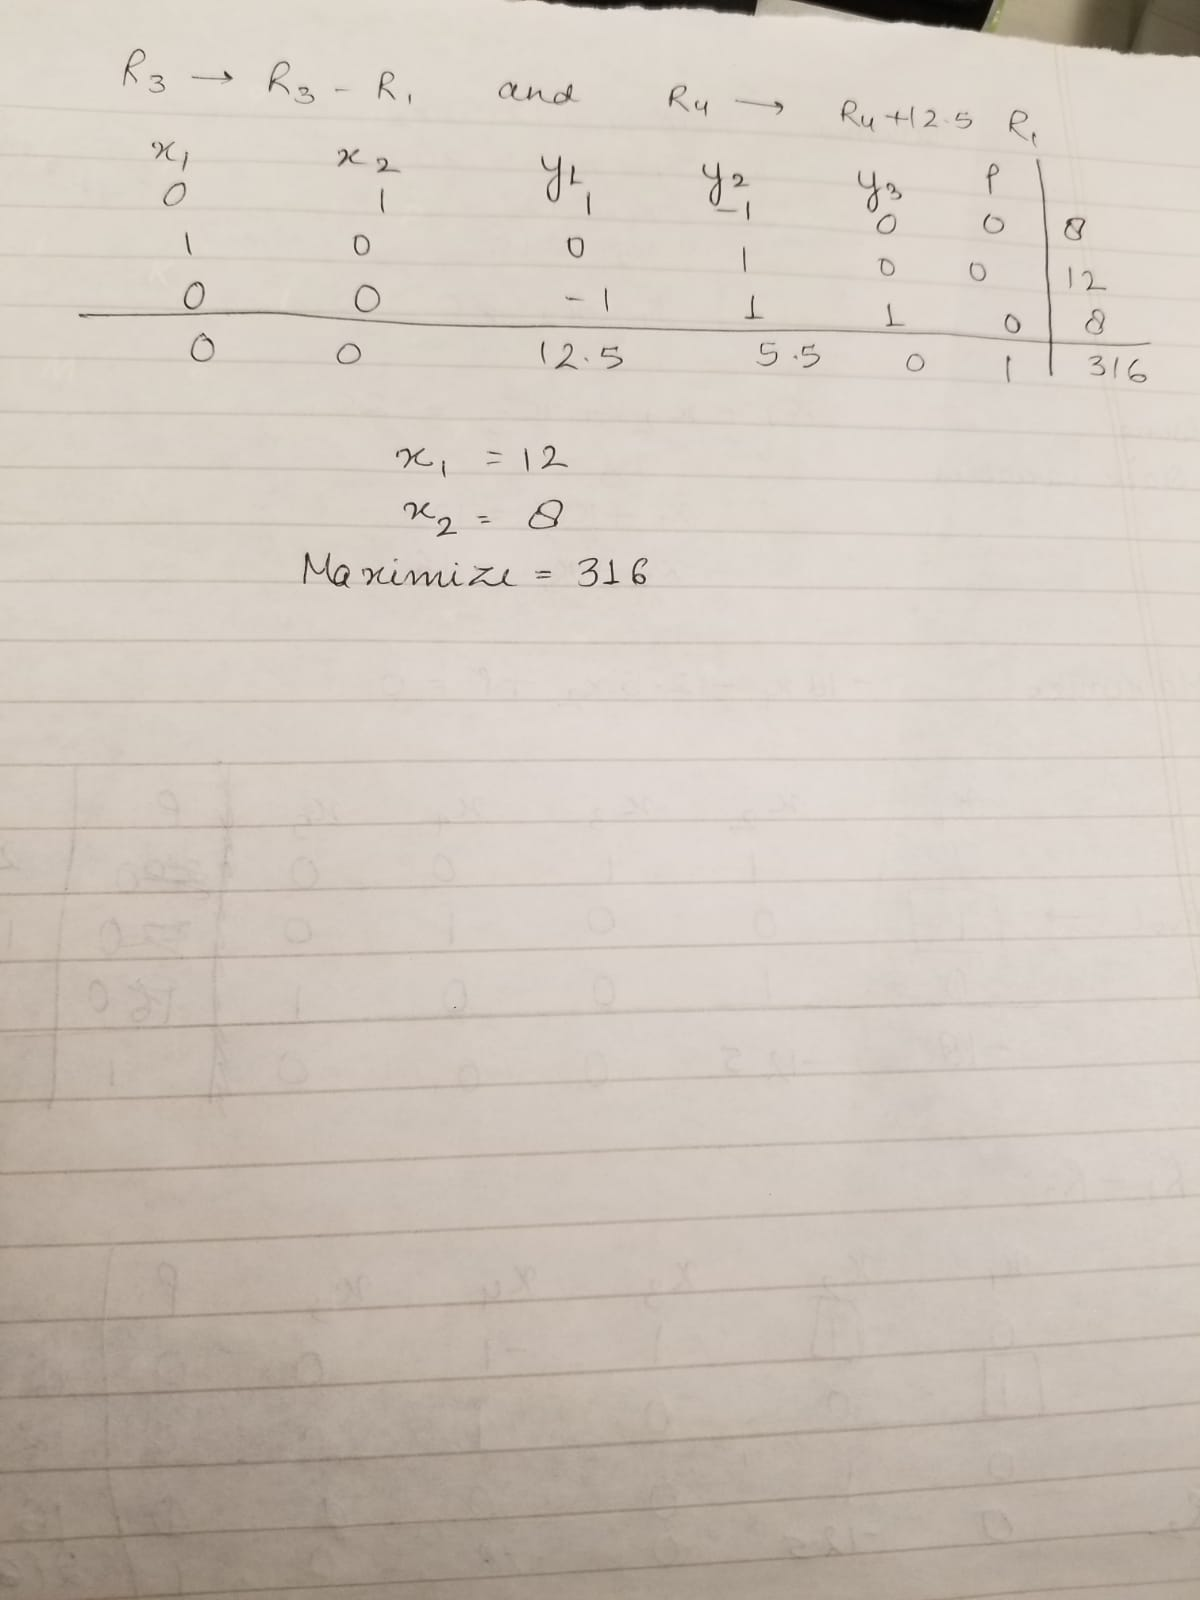 R3 → R3 - R1 and R4 → R4 +12.5 R1
x1 x2 y1 y2 y3 P
0 1 1 -1 0 0 8
1 0 0 1 0 0 12
0 0 -1 1 1 0 8
0 0 12.5 5.5 0 1 316
x1 = 12
x2 = 8
Maximize = 316